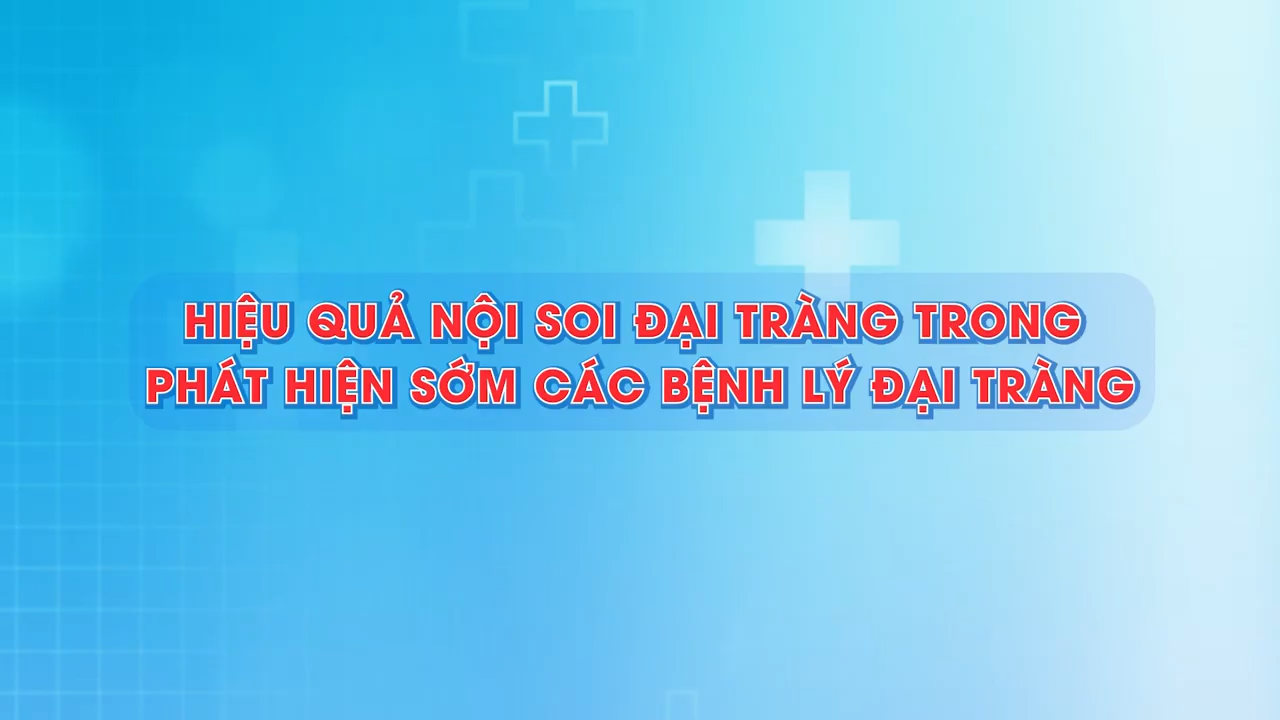 HIỆU QUẢ NỘI SOI ĐẠI TRÀNG TRONG
PHÁT HIỆN SỚM CÁC BỆNH LÝ ĐẠI TRÀNG